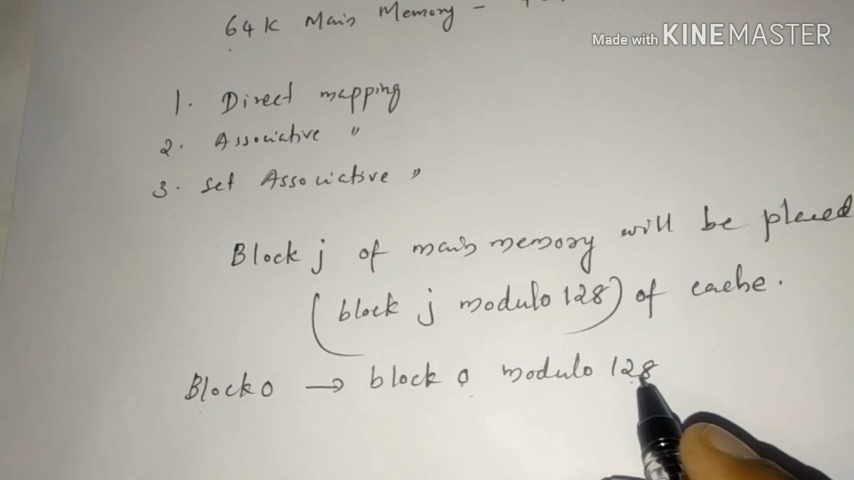 64K Main Memory -
Made with KINEMASTER
1. Direct mapping
2. Associative "
3. Set Associative "
Block j of main memory will be placed
(block j modulo 128) of cache.
Block 0 → block 0 modulo 128